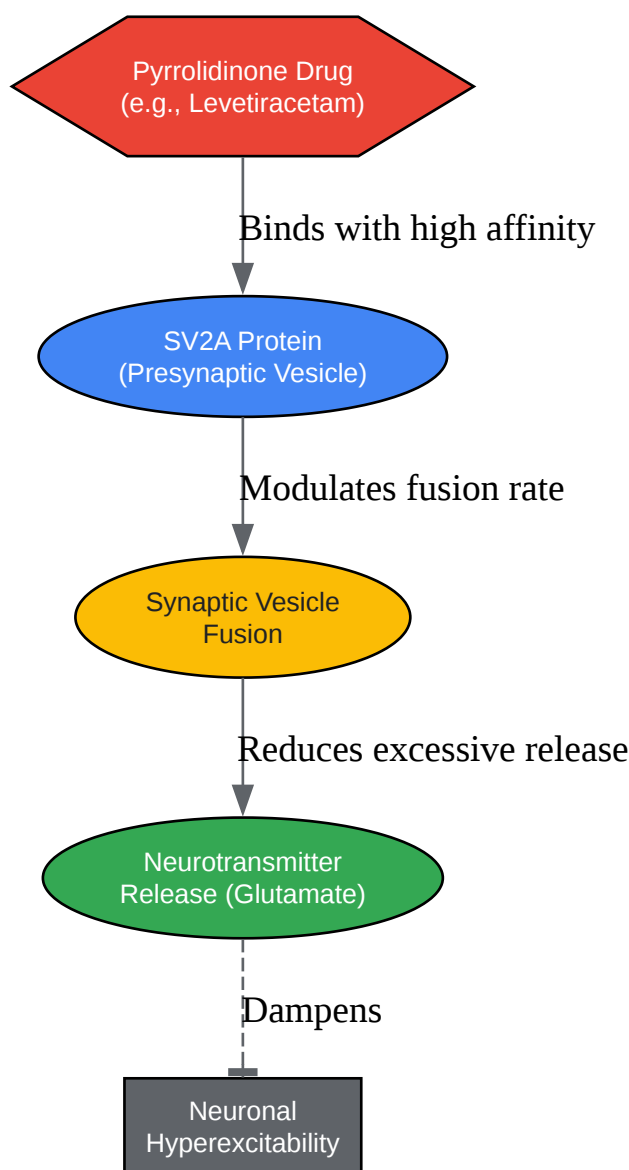 Pyrrolidinone Drug
(e.g., Levetiracetam)
Binds with high affinity
SV2A Protein
(Presynaptic Vesicle)
Modulates fusion rate
Synaptic Vesicle
Fusion
Reduces excessive release
Neurotransmitter
Release (Glutamate)
Dampens
Neuronal
Hyperexcitability